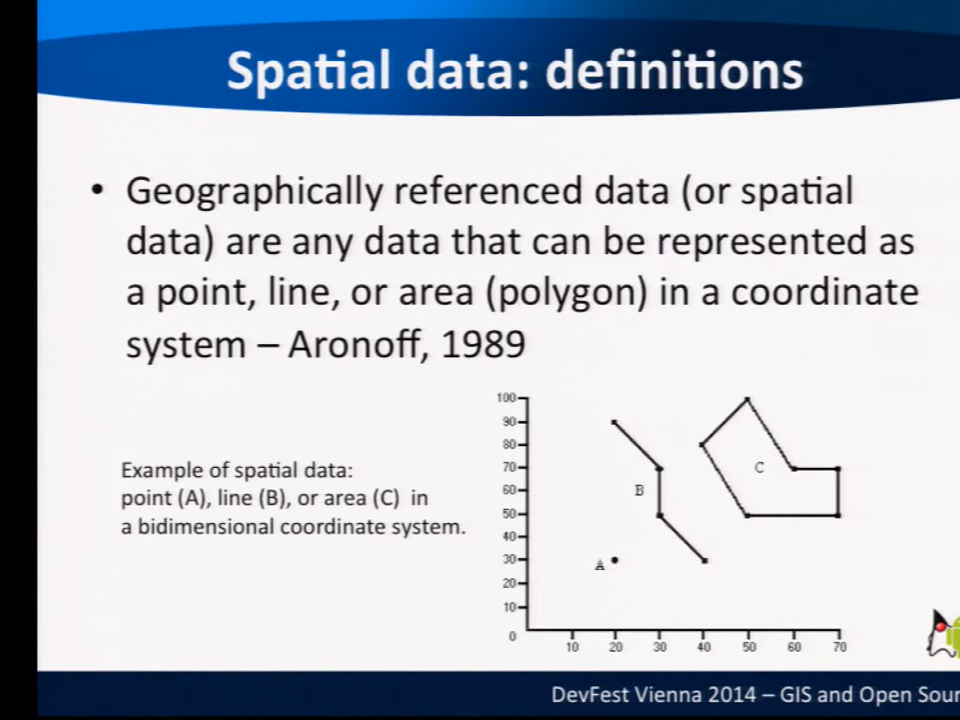 Spatial data: definitions
• Geographically referenced data (or spatial
data) are any data that can be represented as
a point, line, or area (polygon) in a coordinate
system – Aronoff, 1989
Example of spatial data:
point (A), line (B), or area (C) in
a bidimensional coordinate system.
100
90
80
70
60
50
40
30
20
10
0
10 20 30 40 50 60 70
A
B
C
DevFest Vienna 2014 – GIS and Open Sour